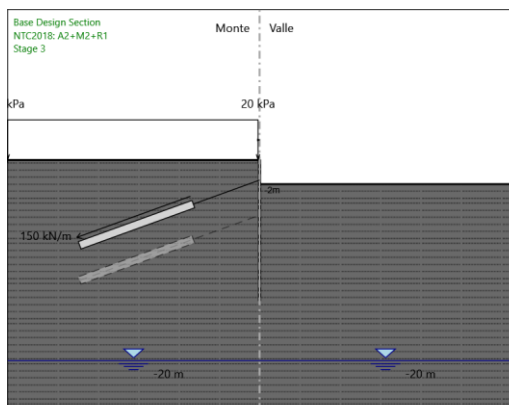 Base Design Section
NTC2018: A2+M2+R1
Stage 3
Monte
Valle
kPa
20 kPa
-2m
150 kN/m
-20 m
-20 m